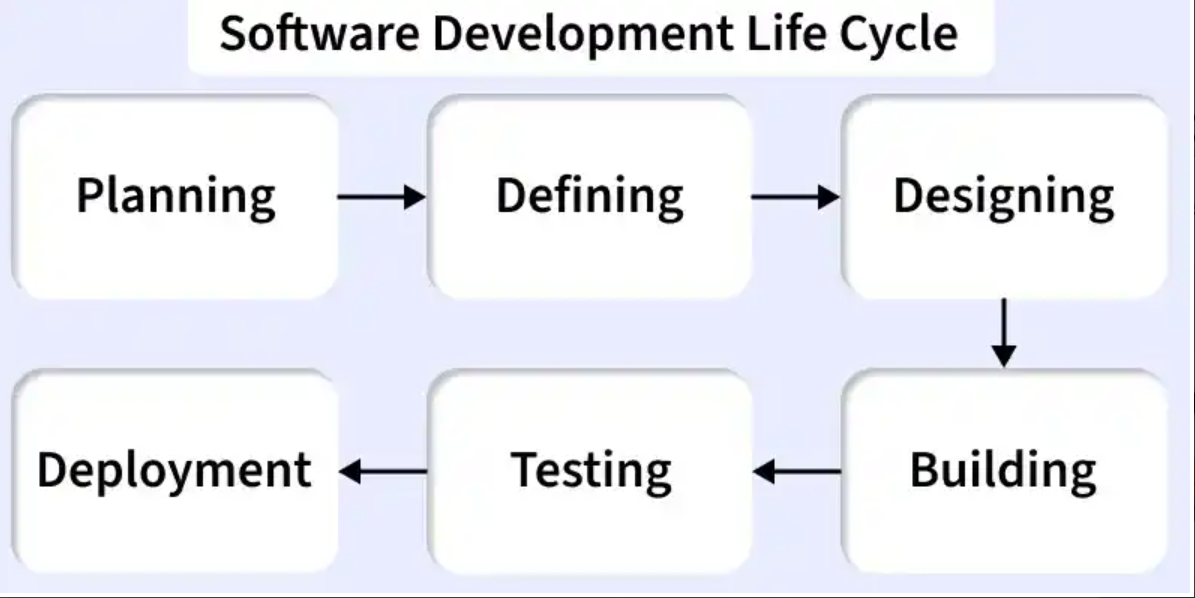 Software Development Life Cycle
Planning
Defining
Designing
Building
Testing
Deployment